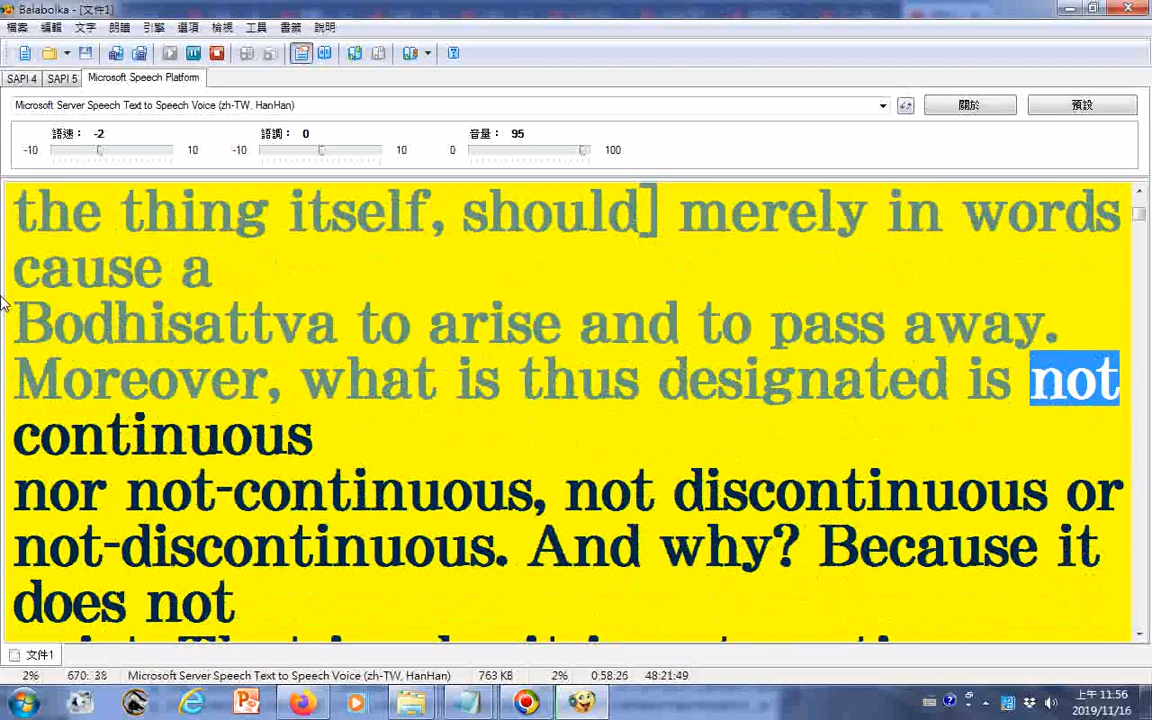 Balabolka - [文件1]
檔案 編輯 文字 朗讀 引擎 選項 檢視 工具 書籤 說明
SAPI 4 SAPI 5 Microsoft Speech Platform
Microsoft Server Speech Text to Speech Voice (zh-TW, HanHan) 關於 預設
語速： -2 語調： 0 音量： 95
-10 10 -10 10 0 100
the thing itself, should] merely in words
cause a
Bodhisattva to arise and to pass away.
Moreover, what is thus designated is not
continuous
nor not-continuous, not discontinuous or
not-discontinuous. And why? Because it
does not
文件1
2% 670: 38 Microsoft Server Speech Text to Speech Voice (zh-TW, HanHan) 763 KB 2% 0:58:26 48:21:49
上午 11:56
2019/11/16